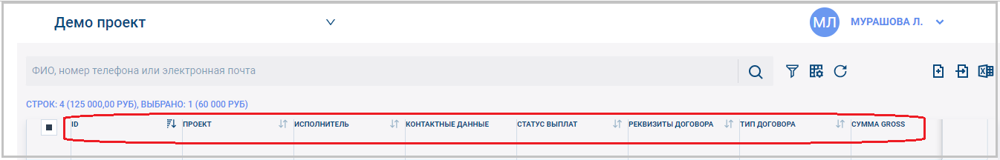 Демо проект
МЛ МУРАШОВА Л.
ФИО, номер телефона или электронная почта
СТРОК: 4 (125 000,00 РУБ), ВЫБРАНО: 1 (60 000 РУБ)
ID ПРОЕКТ ИСПОЛНИТЕЛЬ КОНТАКТНЫЕ ДАННЫЕ СТАТУС ВЫПЛАТ РЕКВИЗИТЫ ДОГОВОРА ТИП ДОГОВОРА СУММА GROSS